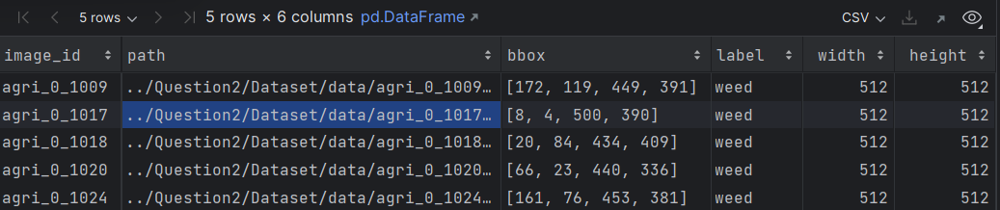 5 rows 5 rows × 6 columns pd.DataFrame CSV
image_id path bbox label width height
agri_0_1009 ../Question2/Dataset/data/agri_0_1009… [172, 119, 449, 391] weed 512 512
agri_0_1017 ../Question2/Dataset/data/agri_0_1017… [8, 4, 500, 390] weed 512 512
agri_0_1018 ../Question2/Dataset/data/agri_0_1018… [20, 84, 434, 409] weed 512 512
agri_0_1020 ../Question2/Dataset/data/agri_0_1020… [66, 23, 440, 336] weed 512 512
agri_0_1024 ../Question2/Dataset/data/agri_0_1024… [161, 76, 453, 381] weed 512 512